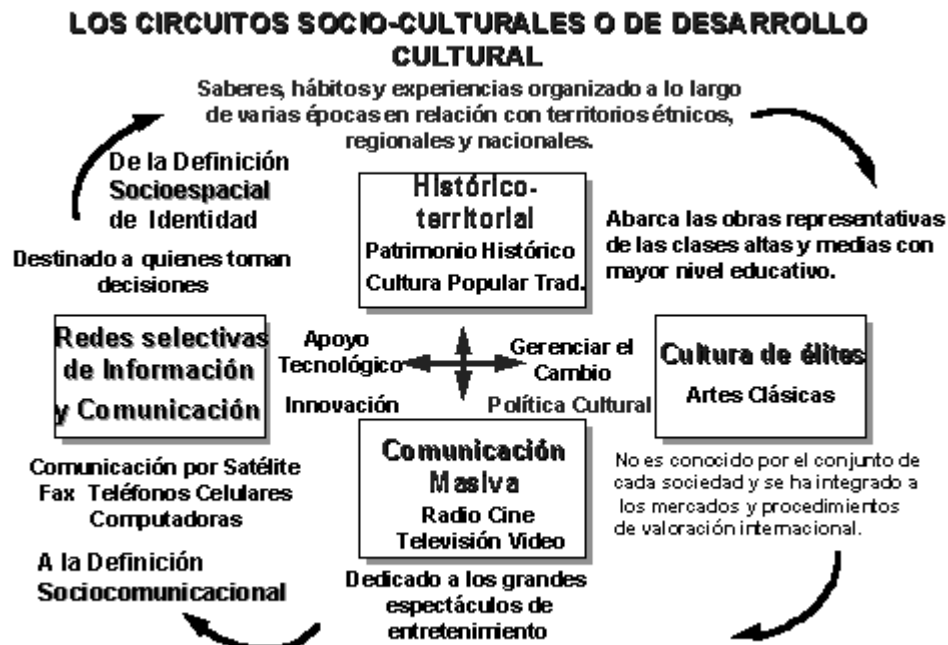 LOS CIRCUITOS SOCIO-CULTURALES O DE DESARROLLO
CULTURAL
Saberes, hábitos y experiencias organizado a lo largo
de varias épocas en relación con territorios étnicos,
regionales y nacionales.
De la Definición
Socioespacial
de Identidad
Destinado a quienes toman
decisiones
Histórico-
territorial
Patrimonio Histórico
Cultura Popular Trad.
Abarca las obras representativas
de las clases altas y medias con
mayor nivel educativo.
Redes selectivas
de Información
y Comunicación
Apoyo
Tecnológico
Innovación
Gerenciar el
Cambio
Política Cultural
Cultura de élites
Artes Clásicas
Comunicación por Satélite
Fax Teléfonos Celulares
Computadoras
Comunicación
Masiva
Radio Cine
Televisión Video
No es conocido por el conjunto de
cada sociedad y se ha integrado a
los mercados y procedimientos
de valoración internacional.
A la Definición
Sociocomunicacional
Dedicado a los grandes
espectáculos de
entretenimiento